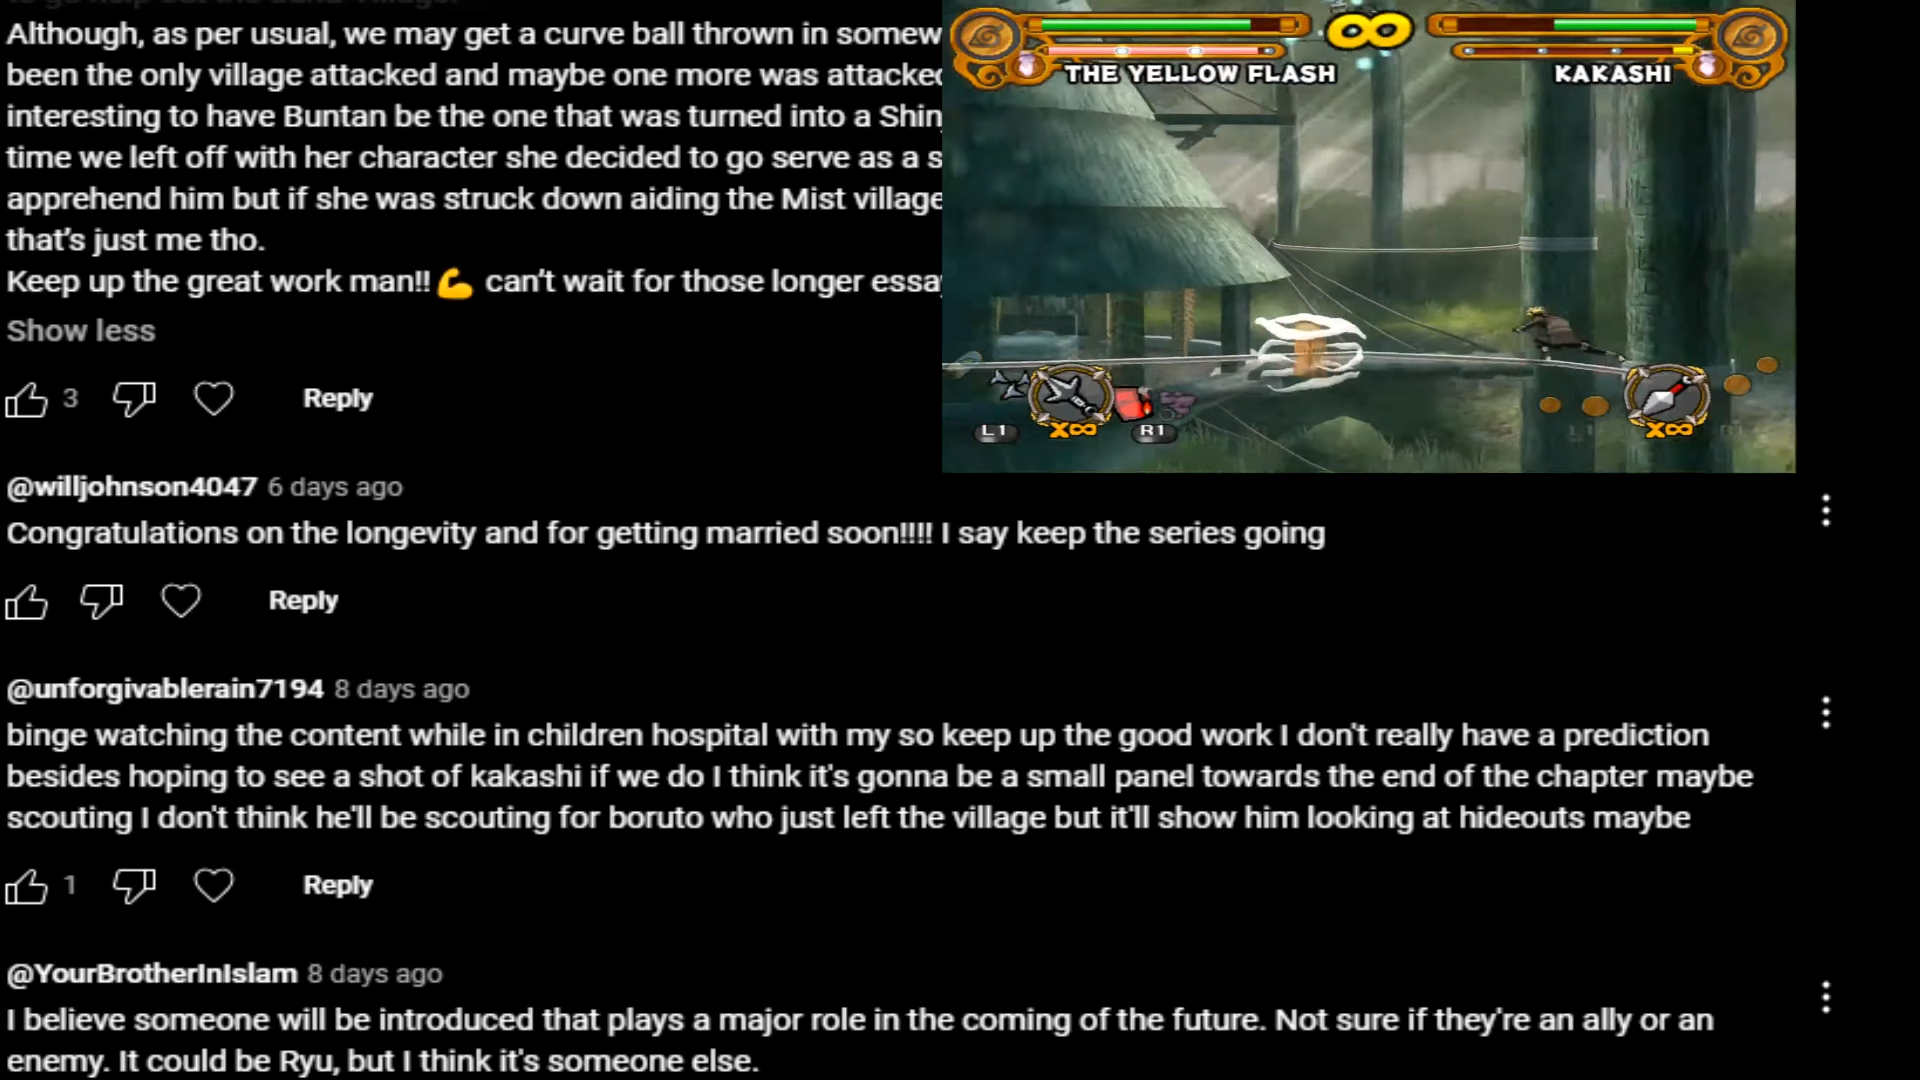 Although, as per usual, we may get a curve ball thrown in somew
been the only village attacked and maybe one more was attacked
interesting to have Buntan be the one that was turned into a Shin
time we left off with her character she decided to go serve as a s
apprehend him but if she was struck down aiding the Mist village
that's just me tho.
Keep up the great work man!!💪 can't wait for those longer essay
Show less
3 Reply
THE YELLOW FLASH KAKASHI
L1 X∞ R1 X∞
@willjohnson4047 6 days ago
Congratulations on the longevity and for getting married soon!!!! I say keep the series going
Reply
@unforgivablerain7194 8 days ago
binge watching the content while in children hospital with my so keep up the good work I don't really have a prediction
besides hoping to see a shot of kakashi if we do I think it's gonna be a small panel towards the end of the chapter maybe
scouting I don't think he'll be scouting for boruto who just left the village but it'll show him looking at hideouts maybe
1 Reply
@YourBrotherInIslam 8 days ago
I believe someone will be introduced that plays a major role in the coming of the future. Not sure if they're an ally or an
enemy. It could be Ryu, but I think it's someone else.